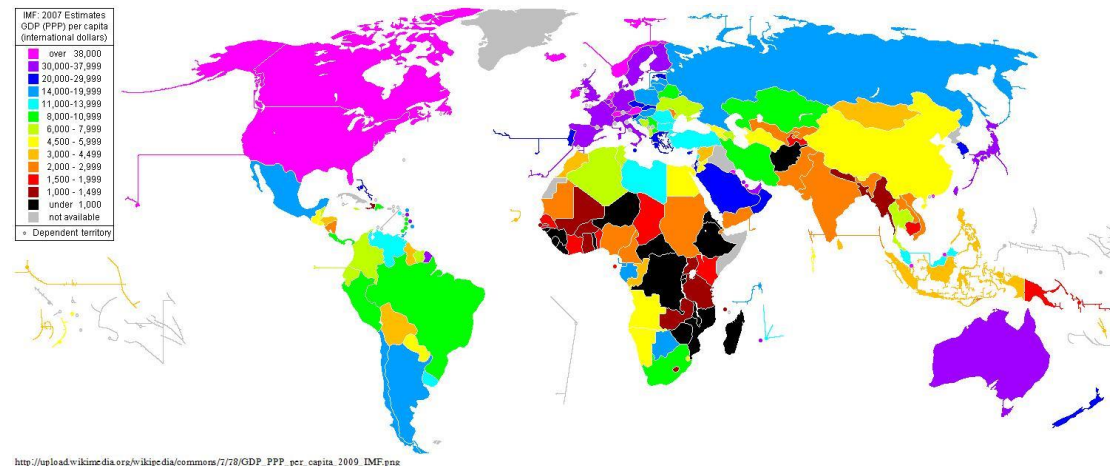 IMF: 2007 Estimates
GDP (PPP) per capita
(international dollars)
over 38,000
30,000-37,999
20,000-29,999
14,000-19,999
11,000-13,999
8,000-10,999
6,000 - 7,999
4,500 - 5,999
3,000 - 4,499
2,000 - 2,999
1,500 - 1,999
1,000 - 1,499
under 1,000
not available
Dependent territory
http://upload.wikimedia.org/wikipedia/commons/7/78/GDP_PPP_per_capita_2009_IMF.png